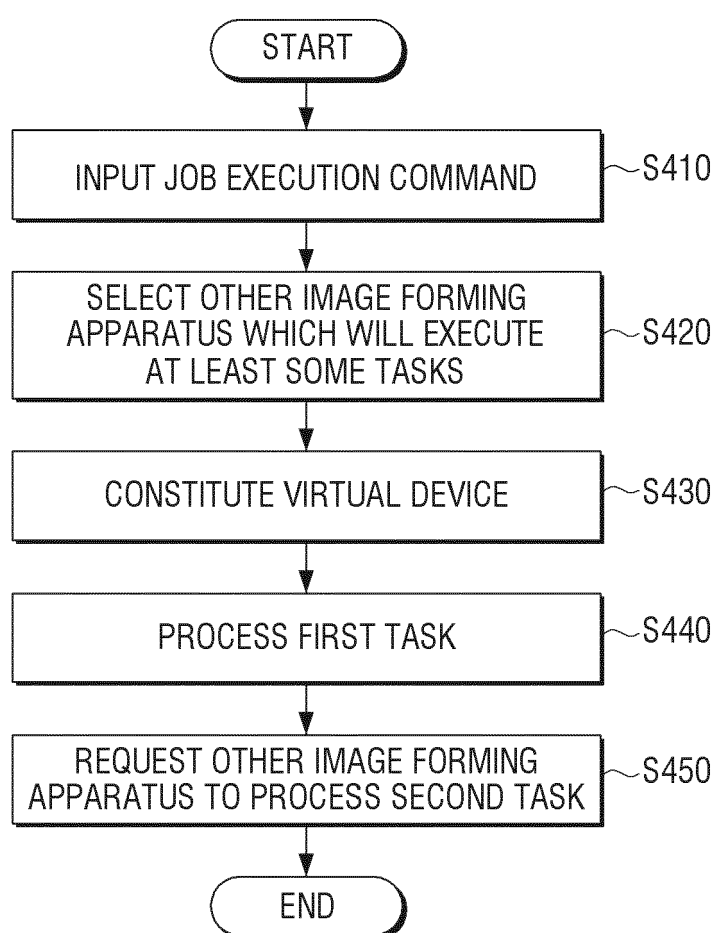 START
INPUT JOB EXECUTION COMMAND
S410
SELECT OTHER IMAGE FORMING
APPARATUS WHICH WILL EXECUTE
AT LEAST SOME TASKS
S420
CONSTITUTE VIRTUAL DEVICE
S430
PROCESS FIRST TASK
S440
REQUEST OTHER IMAGE FORMING
APPARATUS TO PROCESS SECOND TASK
S450
END